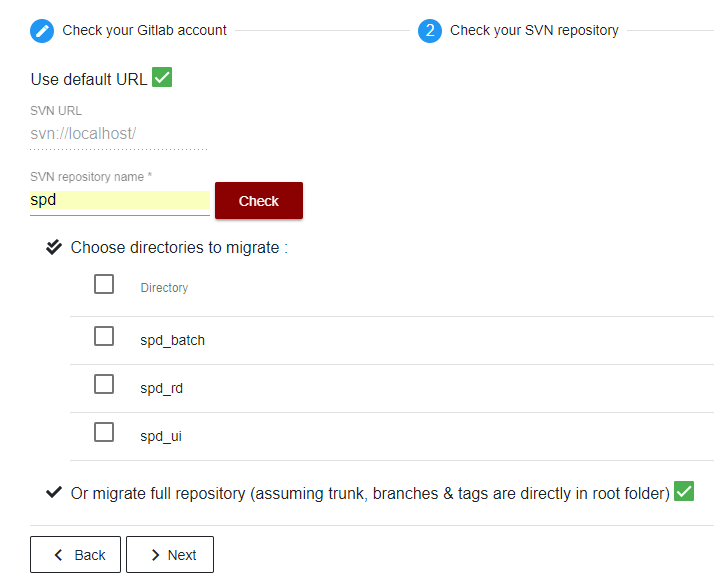 Check your Gitlab account
2 Check your SVN repository
Use default URL
SVN URL
svn://localhost/
SVN repository name *
spd
Check
Choose directories to migrate :
Directory
spd_batch
spd_rd
spd_ui
Or migrate full repository (assuming trunk, branches & tags are directly in root folder)
Back Next